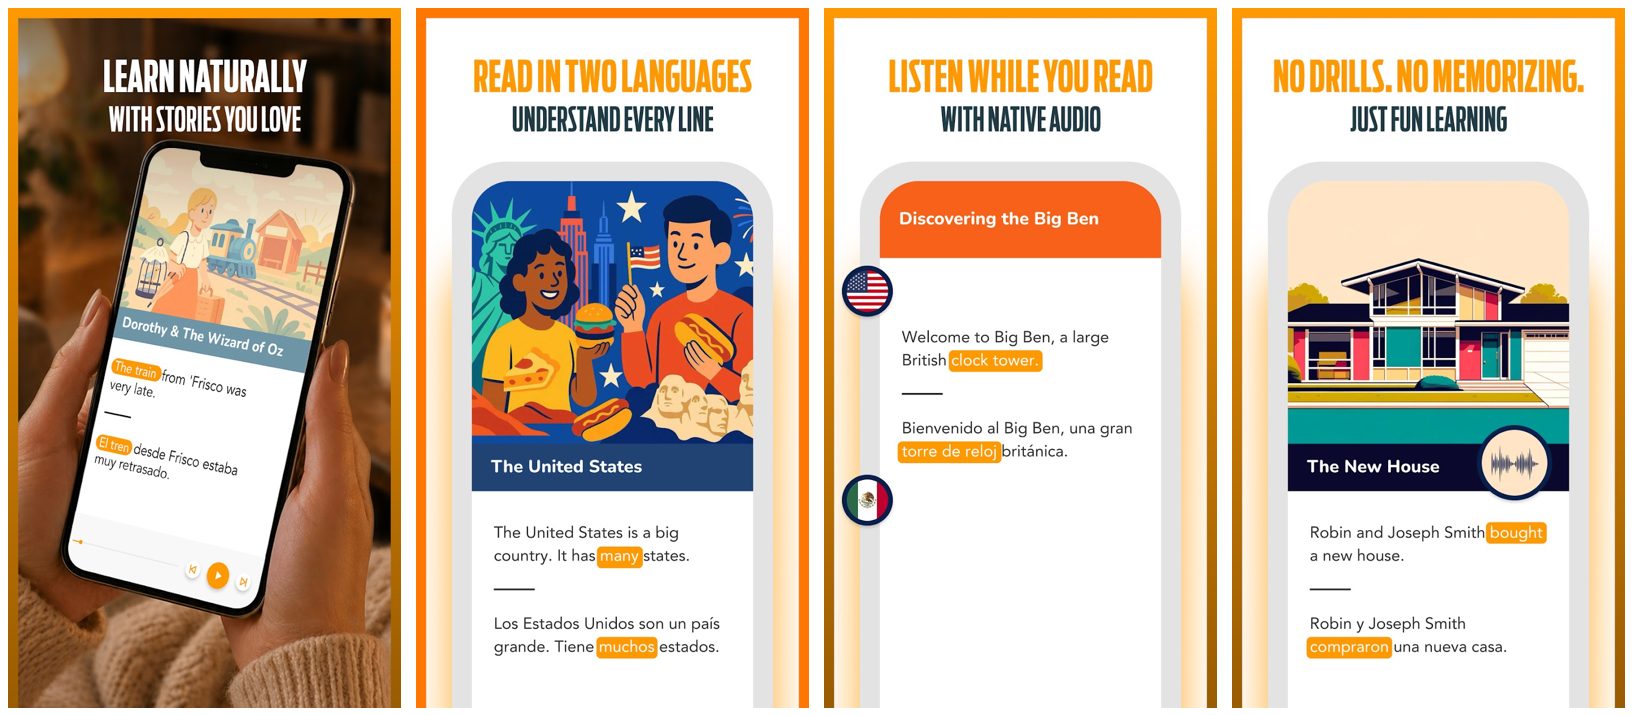 LEARN NATURALLY
WITH STORIES YOU LOVE
Dorothy & The Wizard of Oz
The train from 'Frisco was
very late.
El tren desde Frisco estaba
muy retrasado.
READ IN TWO LANGUAGES
UNDERSTAND EVERY LINE
The United States
The United States is a big
country. It has many states.
Los Estados Unidos son un país
grande. Tiene muchos estados.
LISTEN WHILE YOU READ
WITH NATIVE AUDIO
Discovering the Big Ben
Welcome to Big Ben, a large
British clock tower.
Bienvenido al Big Ben, una gran
torre de reloj británica.
NO DRILLS. NO MEMORIZING.
JUST FUN LEARNING
The New House
Robin and Joseph Smith bought
a new house.
Robin y Joseph Smith
compraron una nueva casa.